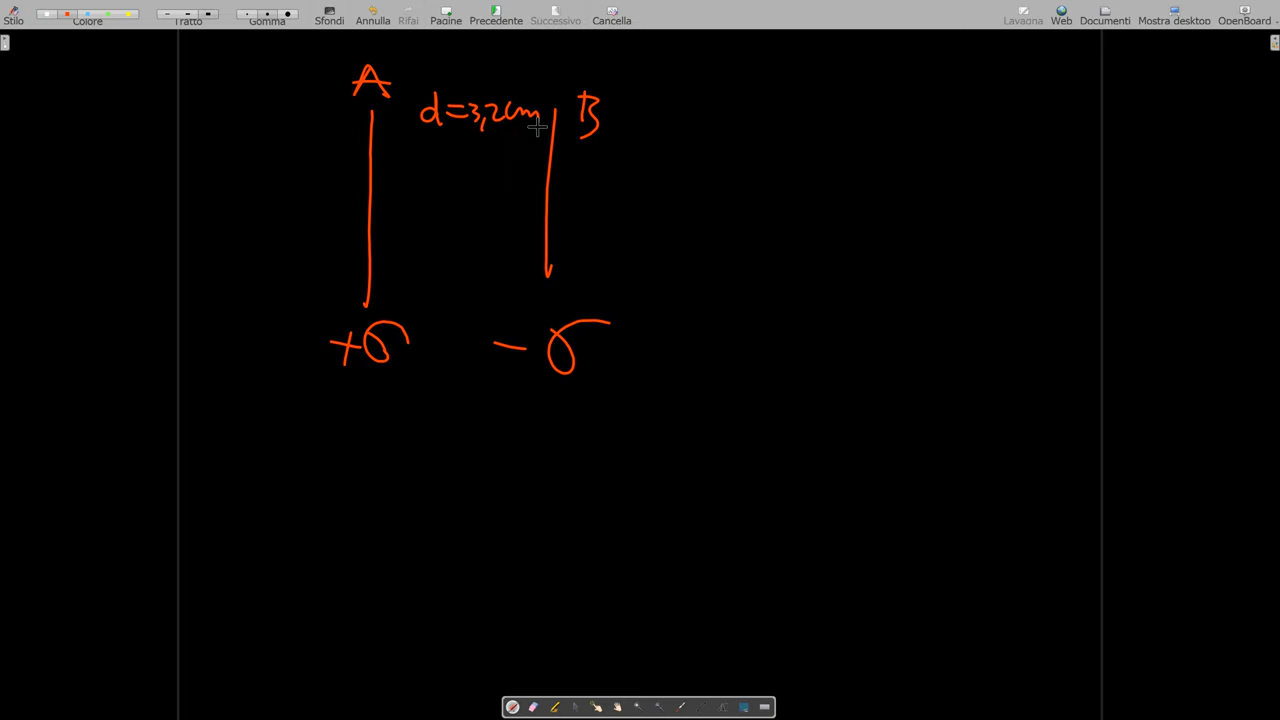 Stilo Colore Tratto Gomma Sfondi Annulla Rifai Pagine Precedente Successivo Cancella Lavagna Web Documenti Mostra desktop OpenBoard
A
d=3,2cm B
+σ -σ